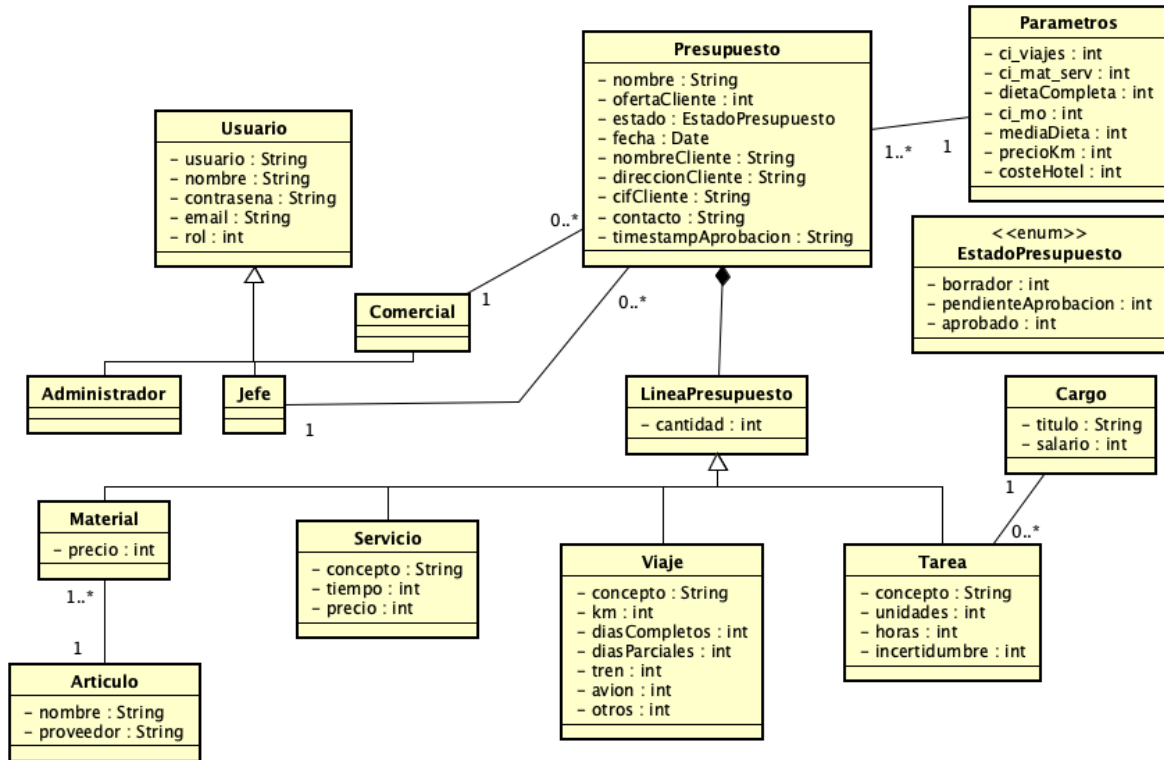 Presupuesto
– nombre : String
– ofertaCliente : int
– estado : EstadoPresupuesto
– fecha : Date
– nombreCliente : String
– direccionCliente : String
– cifCliente : String
– contacto : String
– timestampAprobacion : String
Parametros
– ci_viajes : int
– ci_mat_serv : int
– dietaCompleta : int
– ci_mo : int
– mediaDieta : int
– precioKm : int
– costeHotel : int
1..*
1
Usuario
– usuario : String
– nombre : String
– contrasena : String
– email : String
– rol : int
<<enum>>
EstadoPresupuesto
– borrador : int
– pendienteAprobacion : int
– aprobado : int
0..*
1
0..*
Comercial
Administrador
Jefe
1
LineaPresupuesto
– cantidad : int
Cargo
– titulo : String
– salario : int
1
0..*
Material
– precio : int
1..*
1
Servicio
– concepto : String
– tiempo : int
– precio : int
Viaje
– concepto : String
– km : int
– diasCompletos : int
– diasParciales : int
– tren : int
– avion : int
– otros : int
Tarea
– concepto : String
– unidades : int
– horas : int
– incertidumbre : int
Articulo
– nombre : String
– proveedor : String